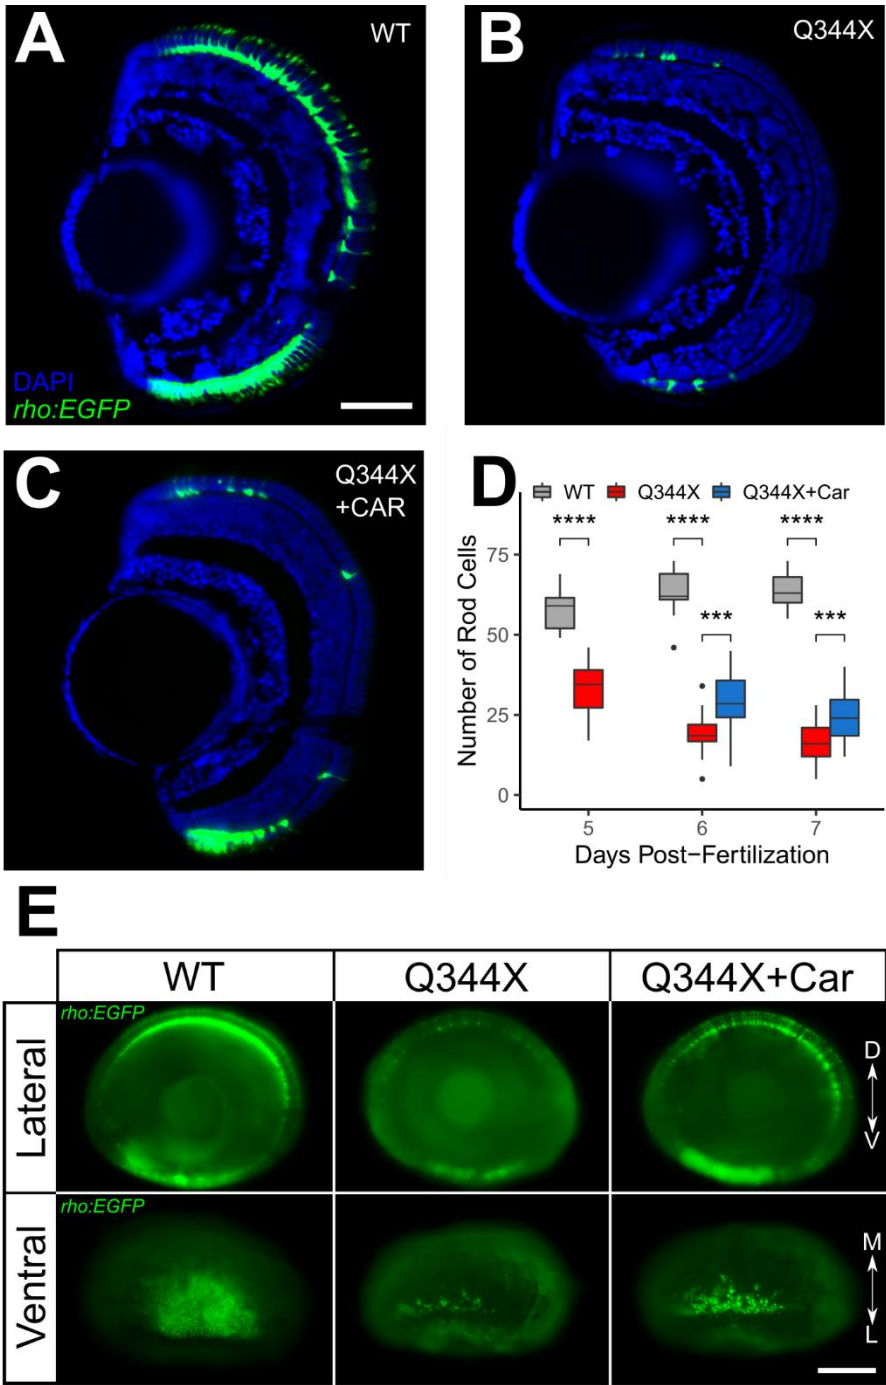 A
WT
DAPI
rho:EGFP
B
Q344X
C
Q344X
+CAR
D
WT Q344X Q344X+Car
**** **** ****
*** ***
Number of Rod Cells
75
50
25
0
5 6 7
Days Post−Fertilization
E
WT Q344X Q344X+Car
Lateral
rho:EGFP
D
V
Ventral
rho:EGFP
M
L